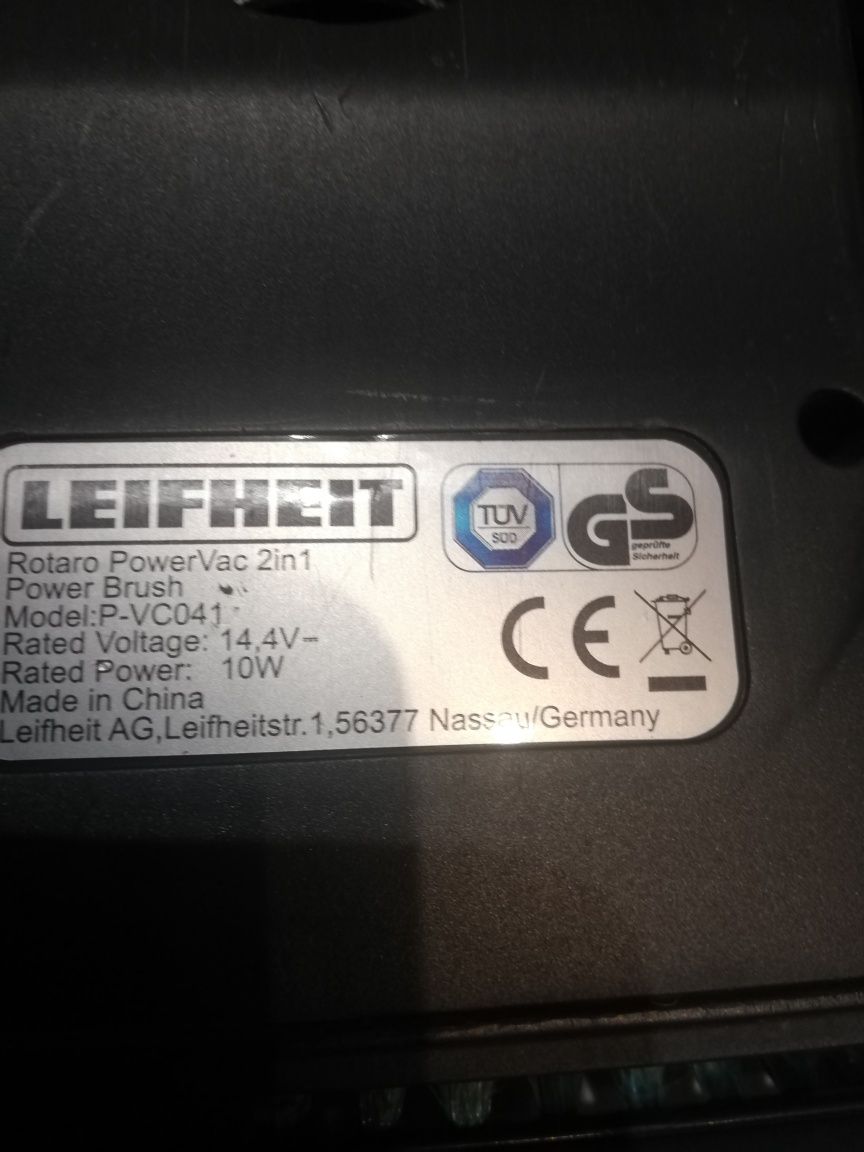 LEIFHEIT
Rotaro PowerVac 2in1
Power Brush
Model:P-VC041
Rated Voltage: 14,4V⎓
Rated Power: 10W
Made in China
Leifheit AG,Leifheitstr.1,56377 Nassau/Germany
TÜV
SÜD
GS
geprüfte
Sicherheit
CE